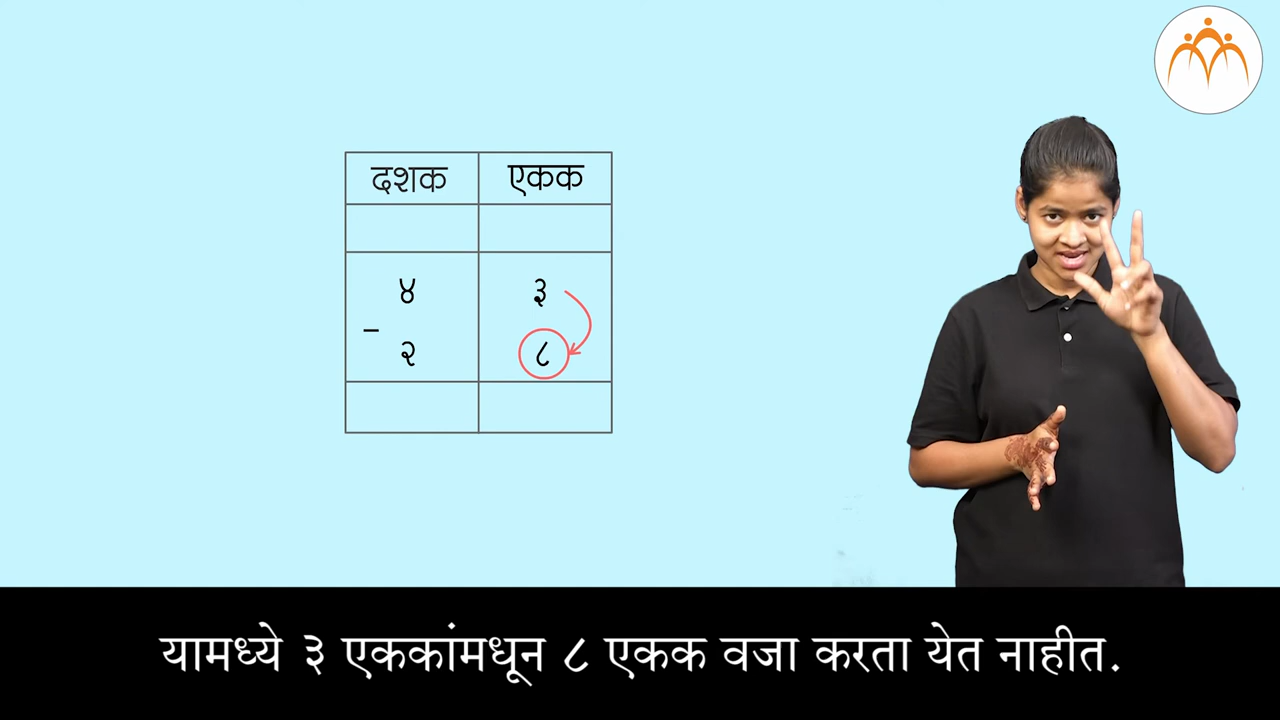 दशक एकक
४ ३
–
२ ८
यामध्ये ३ एककांमधून ८ एकक वजा करता येत नाहीत.